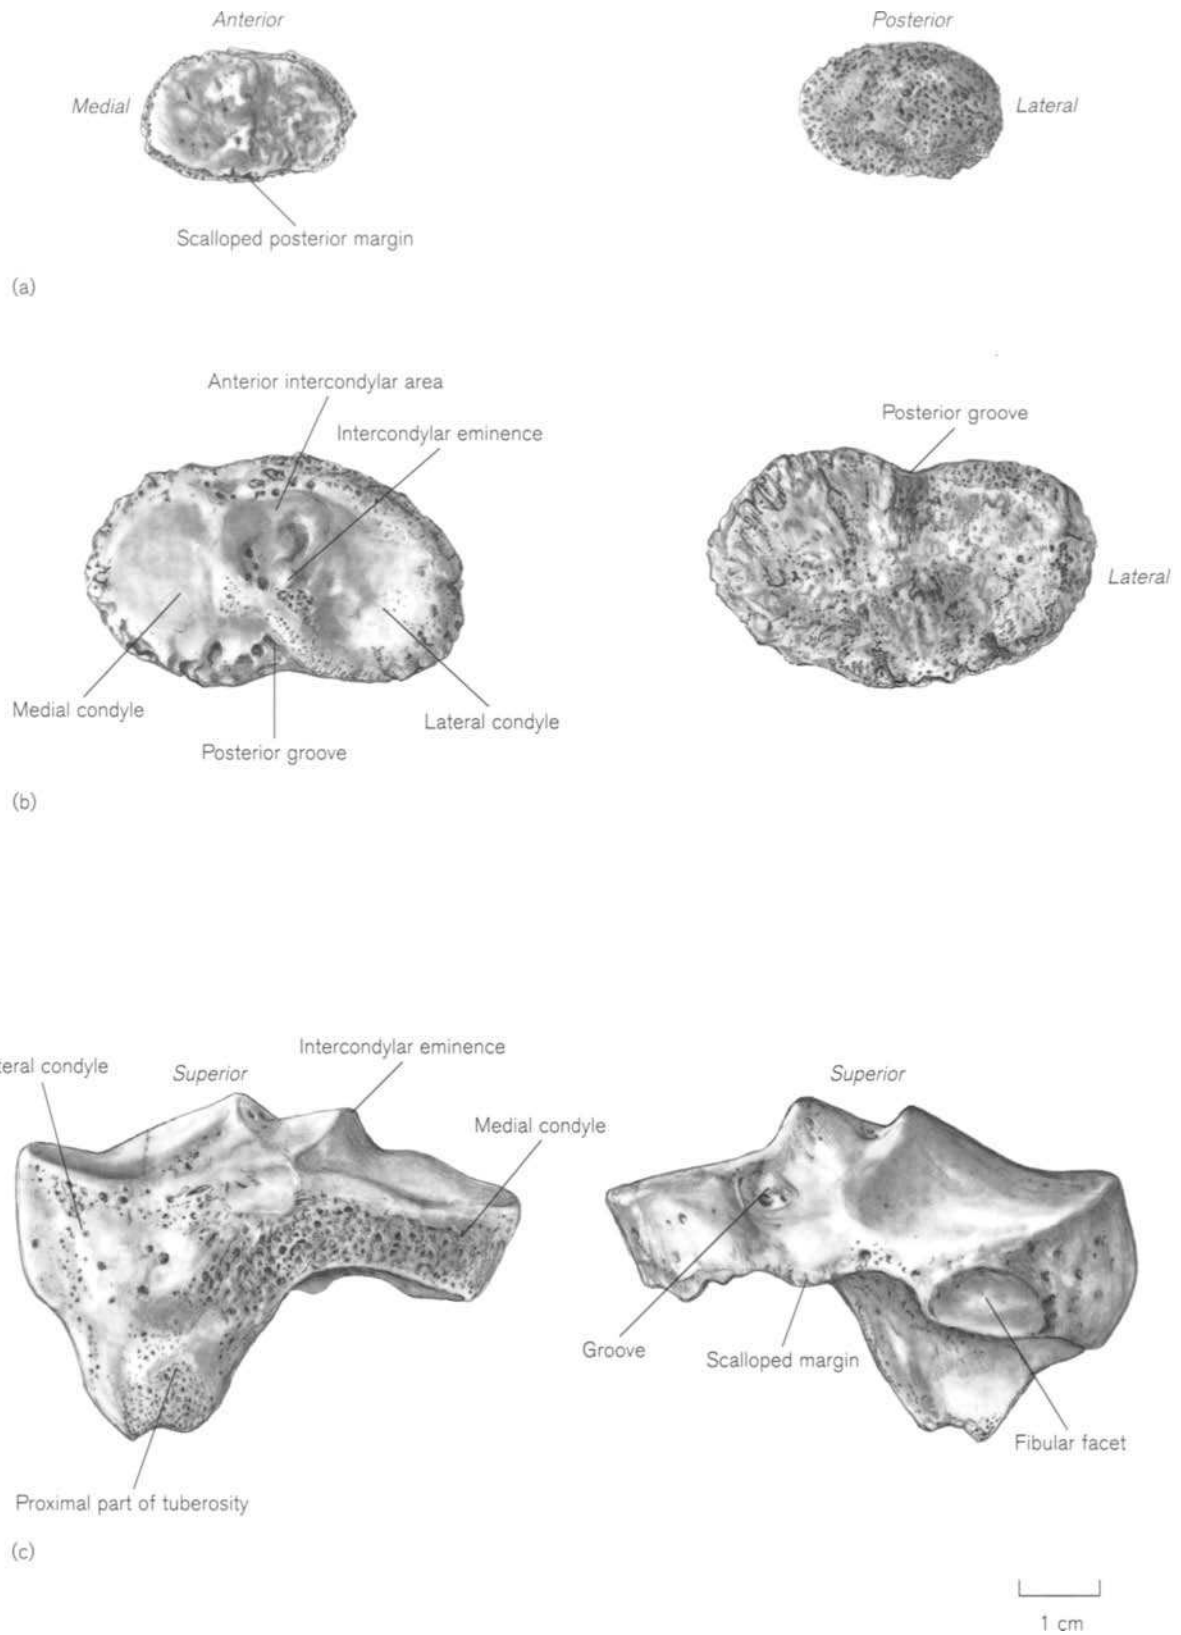 Anterior
Posterior
Medial
Lateral
Scalloped posterior margin
(a)
Anterior intercondylar area
Posterior groove
Intercondylar eminence
Lateral
Medial condyle
Lateral condyle
Posterior groove
(b)
Intercondylar eminence
teral condyle
Superior
Superior
Medial condyle
Groove
Scalloped margin
Fibular facet
Proximal part of tuberosity
(c)
1 cm